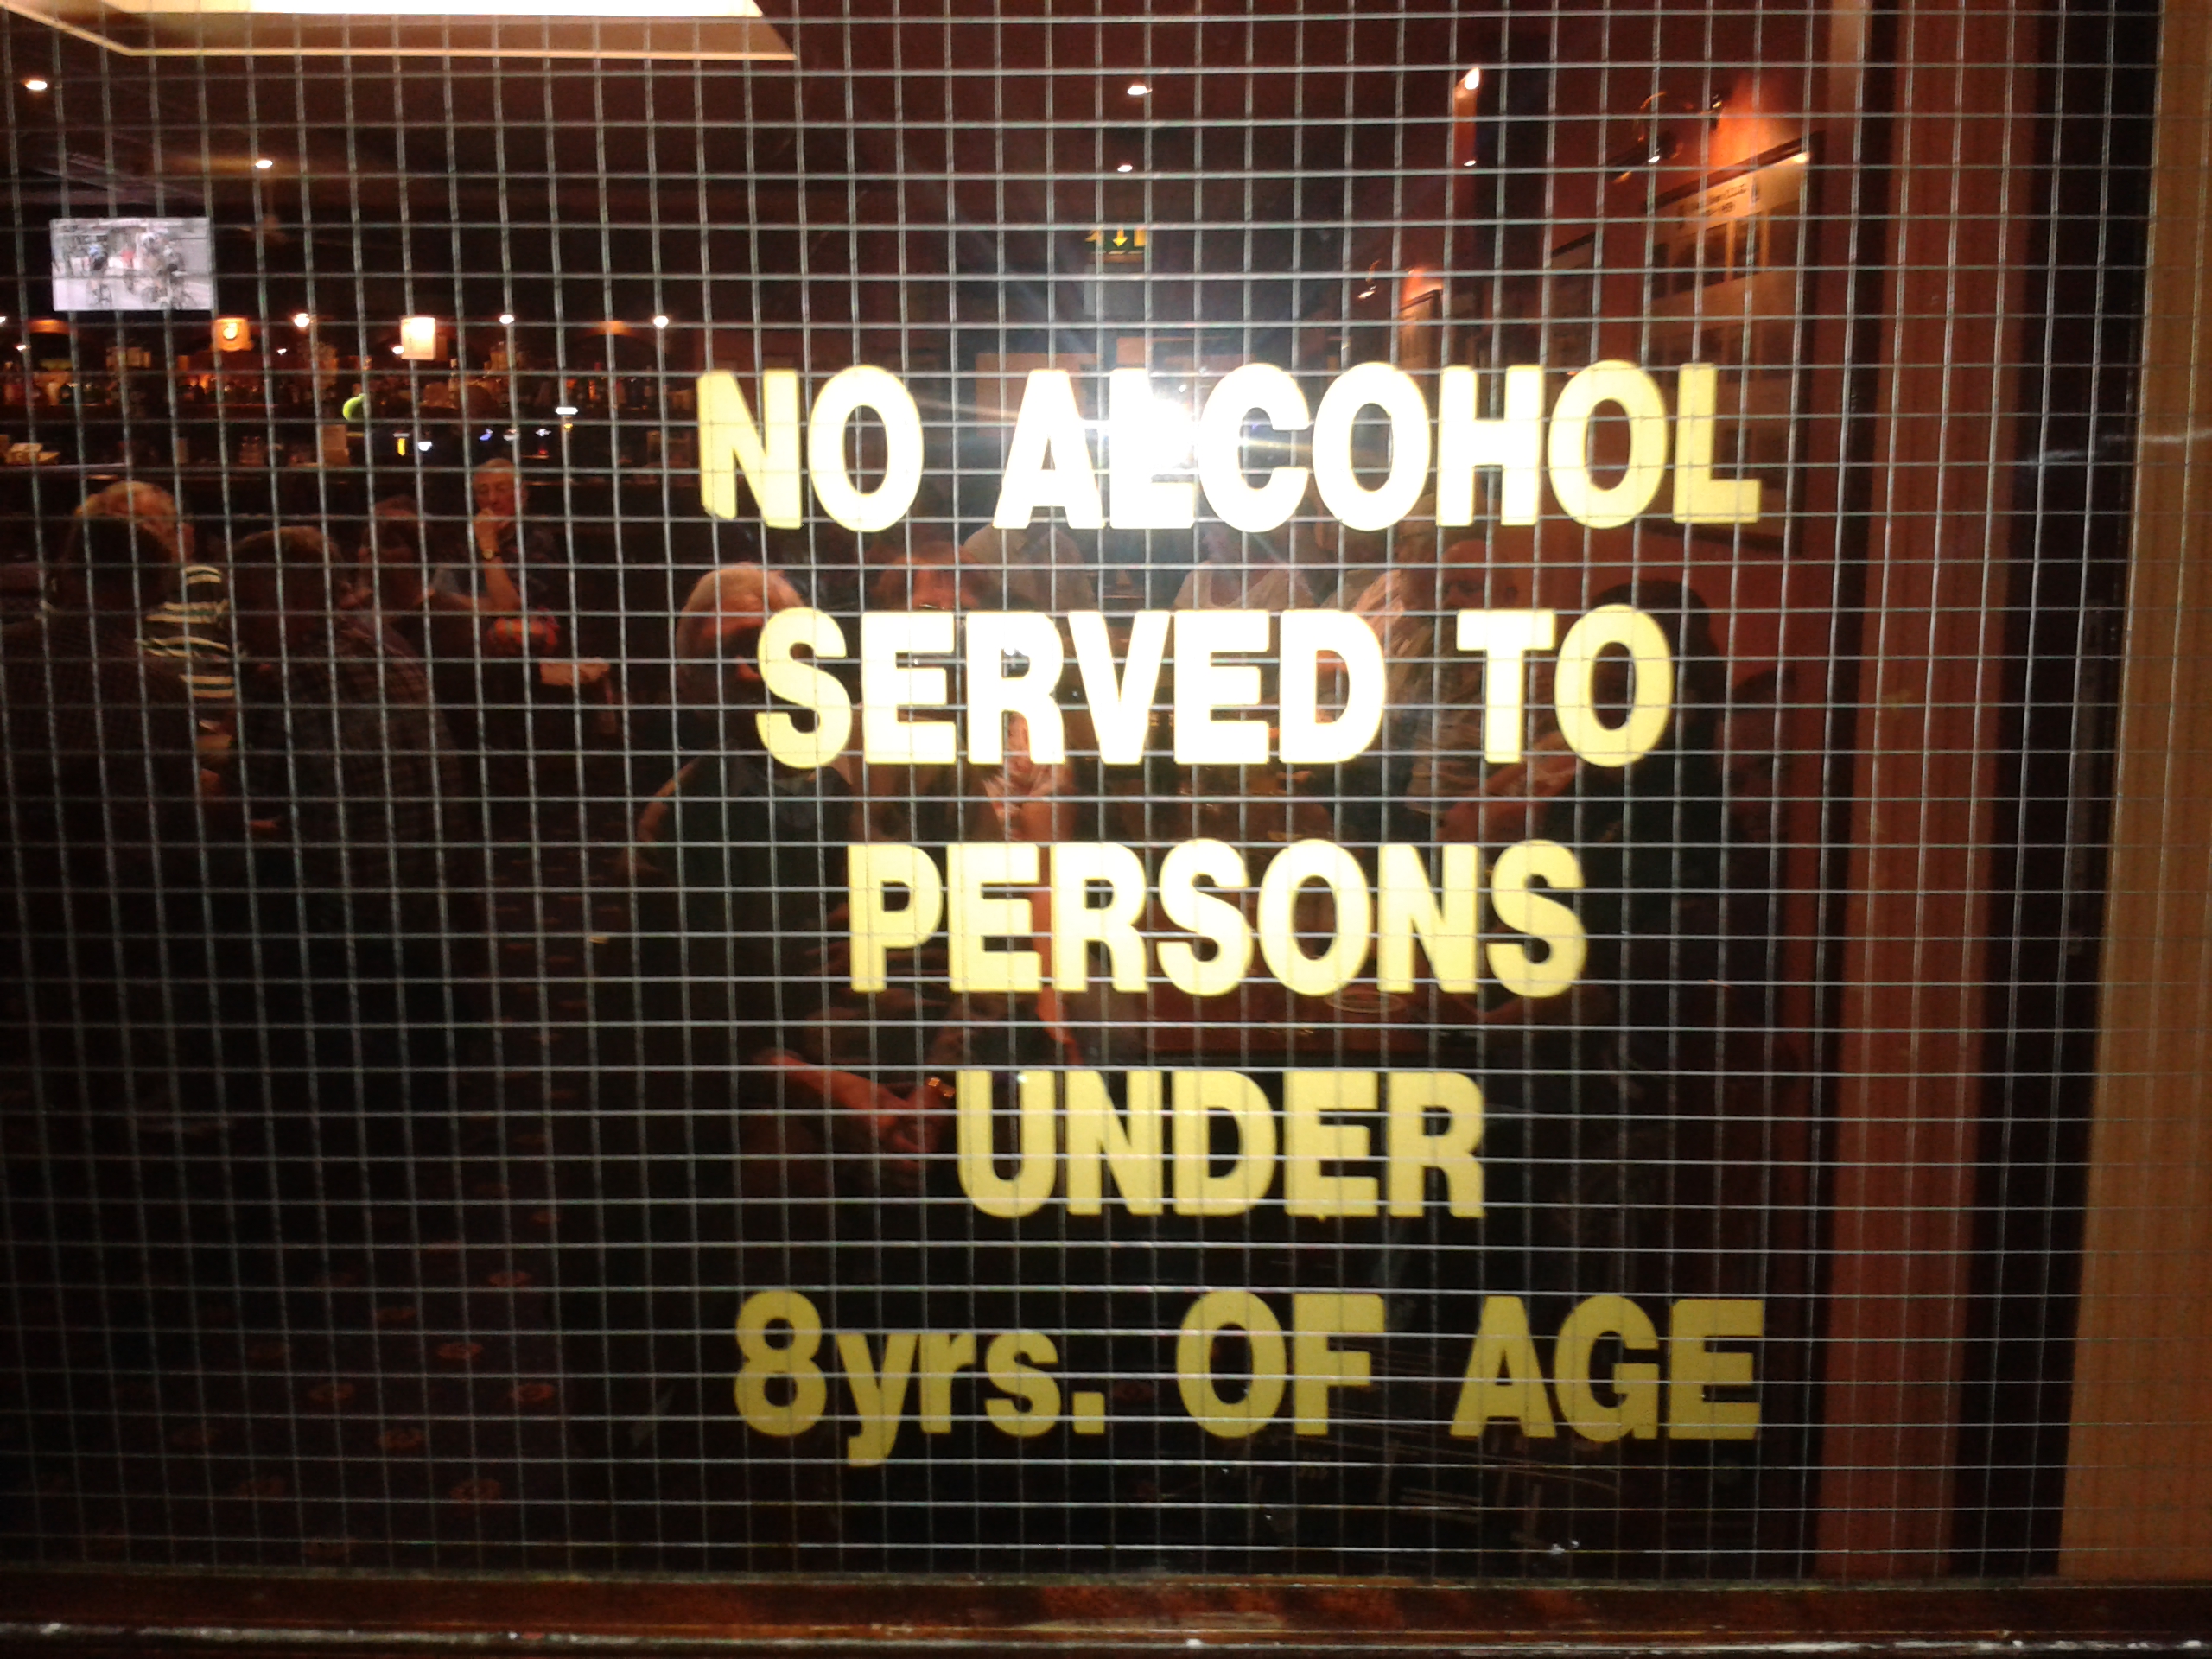 NO ALCOHOL
SERVED TO
PERSONS
UNDER
8yrs. OF AGE